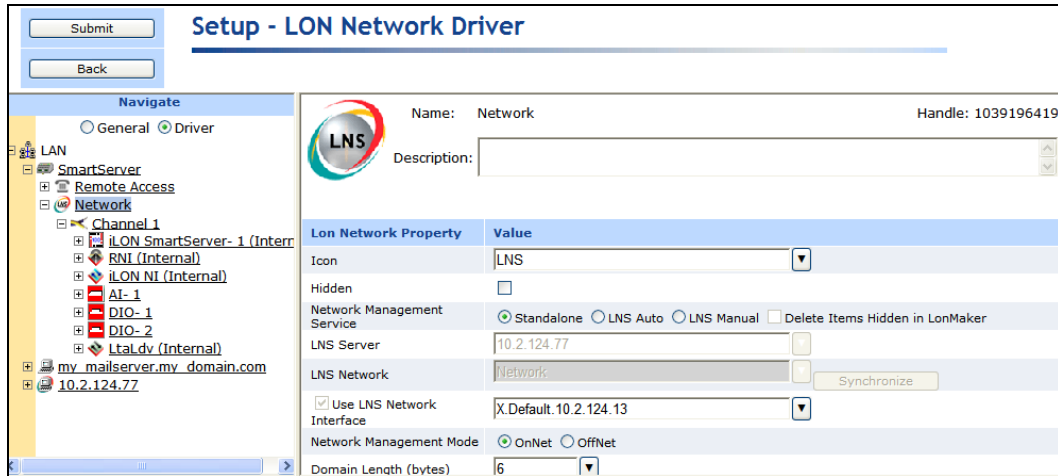 Submit
Back
Setup - LON Network Driver
Navigate
General Driver
LAN
SmartServer
Remote Access
Network
Channel 1
iLON SmartServer- 1 (Intern
RNI (Internal)
iLON NI (Internal)
AI- 1
DIO- 1
DIO- 2
LtaLdv (Internal)
my_mailserver.my_domain.com
10.2.124.77
LNS
Name: Network Handle: 1039196419
Description:
Lon Network Property Value
Icon LNS
Hidden
Network Management Service Standalone LNS Auto LNS Manual Delete Items Hidden in LonMaker
LNS Server 10.2.124.77
LNS Network Network Synchronize
Use LNS Network Interface X.Default.10.2.124.13
Network Management Mode OnNet OffNet
Domain Length (bytes) 6